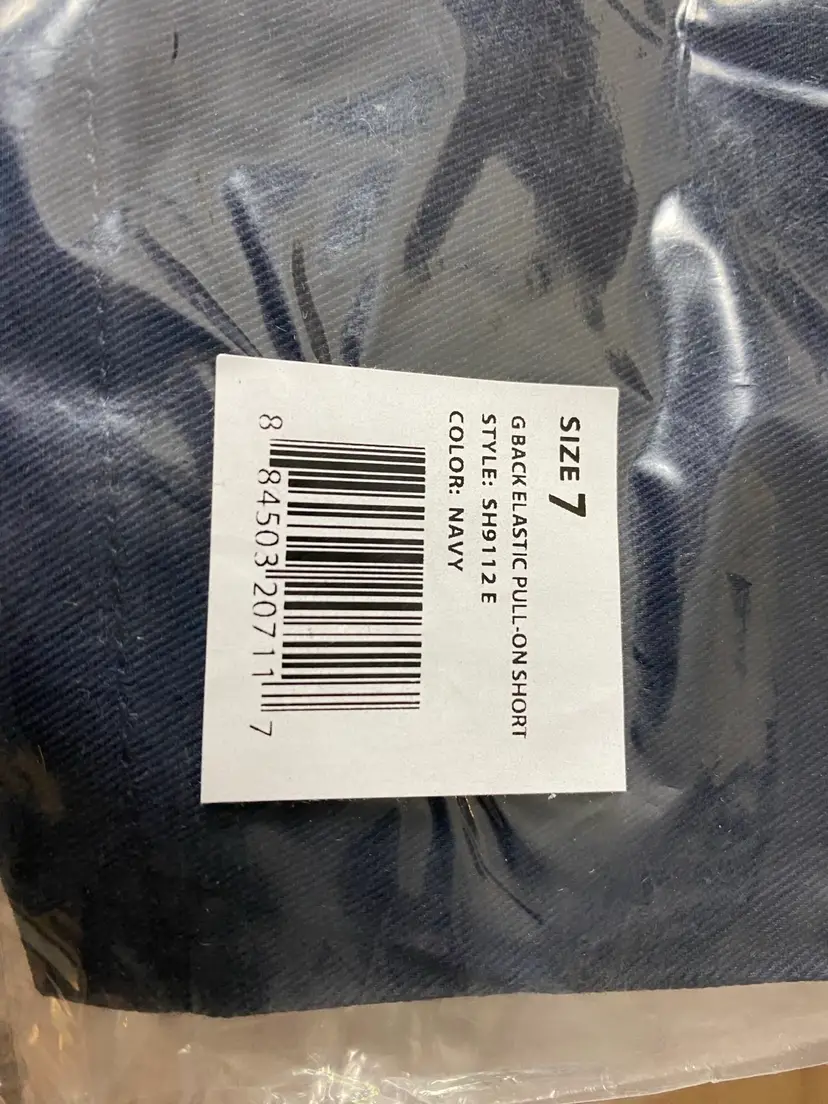 SIZE 7
G BACK ELASTIC PULL-ON SHORT
STYLE: SH9112 E
COLOR: NAVY
8 84503 20711 7